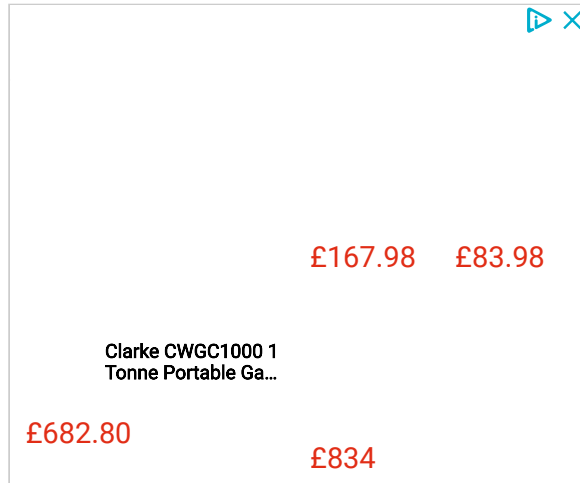 £167.98 £83.98
Clarke CWGC1000 1
Tonne Portable Ga...
£682.80
£834